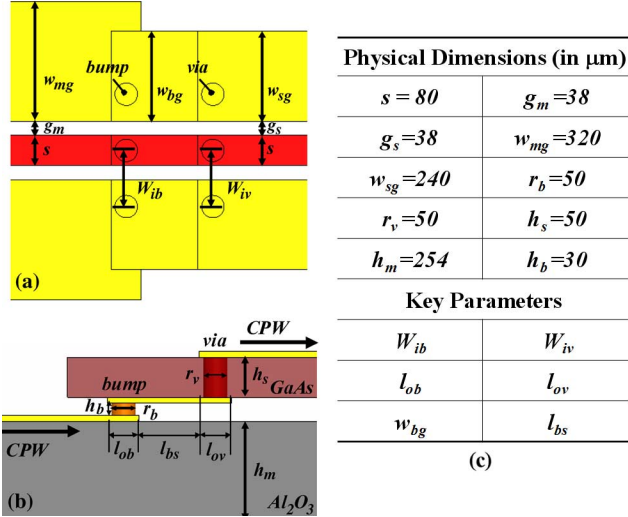 w_mg
bump
w_bg
via
w_sg
g_m
g_s
s
s
W_ib
W_iv
(a)
via
CPW
bump
r_v
h_s
GaAs
h_b
r_b
CPW
l_ob
l_bs
l_ov
h_m
(b)
Al₂O₃
Physical Dimensions (in μm)
s = 80
g_m=38
g_s=38
w_mg=320
w_sg=240
r_b=50
r_v=50
h_s=50
h_m=254
h_b=30
Key Parameters
W_ib
W_iv
l_ob
l_ov
w_bg
l_bs
(c)